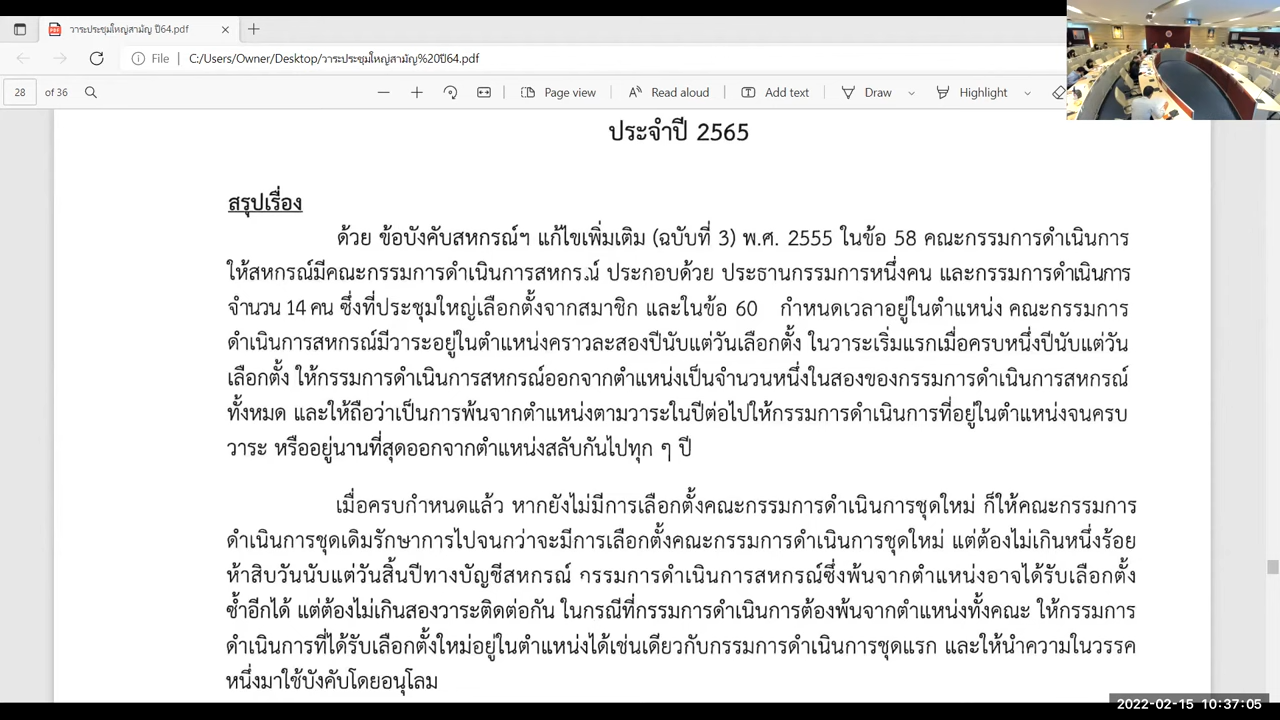 วาระประชุมใหญ่สามัญ ปี64.pdf
File C:/Users/Owner/Desktop/วาระประชุมใหญ่สามัญ%20ปี64.pdf
28 of 36 Page view Read aloud Add text Draw Highlight
ประจำปี 2565
สรุปเรื่อง
ด้วย ข้อบังคับสหกรณ์ฯ แก้ไขเพิ่มเติม (ฉบับที่ 3) พ.ศ. 2555 ในข้อ 58 คณะกรรมการดำเนินการ
ให้สหกรณ์มีคณะกรรมการดำเนินการสหกรณ์ ประกอบด้วย ประธานกรรมการหนึ่งคน และกรรมการดำเนินการ
จำนวน 14 คน ซึ่งที่ประชุมใหญ่เลือกตั้งจากสมาชิก และในข้อ 60 กำหนดเวลาอยู่ในตำแหน่ง คณะกรรมการ
ดำเนินการสหกรณ์มีวาระอยู่ในตำแหน่งคราวละสองปีนับแต่วันเลือกตั้ง ในวาระเริ่มแรกเมื่อครบหนึ่งปีนับแต่วัน
เลือกตั้ง ให้กรรมการดำเนินการสหกรณ์ออกจากตำแหน่งเป็นจำนวนหนึ่งในสองของกรรมการดำเนินการสหกรณ์
ทั้งหมด และให้ถือว่าเป็นการพ้นจากตำแหน่งตามวาระในปีต่อไปให้กรรมการดำเนินการที่อยู่ในตำแหน่งจนครบ
วาระ หรืออยู่นานที่สุดออกจากตำแหน่งสลับกันไปทุก ๆ ปี
เมื่อครบกำหนดแล้ว หากยังไม่มีการเลือกตั้งคณะกรรมการดำเนินการชุดใหม่ ก็ให้คณะกรรมการ
ดำเนินการชุดเดิมรักษาการไปจนกว่าจะมีการเลือกตั้งคณะกรรมการดำเนินการชุดใหม่ แต่ต้องไม่เกินหนึ่งร้อย
ห้าสิบวันนับแต่วันสิ้นปีทางบัญชีสหกรณ์ กรรมการดำเนินการสหกรณ์ซึ่งพ้นจากตำแหน่งอาจได้รับเลือกตั้ง
ซ้ำอีกได้ แต่ต้องไม่เกินสองวาระติดต่อกัน ในกรณีที่กรรมการดำเนินการต้องพ้นจากตำแหน่งทั้งคณะ ให้กรรมการ
ดำเนินการที่ได้รับเลือกตั้งใหม่อยู่ในตำแหน่งได้เช่นเดียวกับกรรมการดำเนินการชุดแรก และให้นำความในวรรค
หนึ่งมาใช้บังคับโดยอนุโลม
2022-02-15 10:37:05